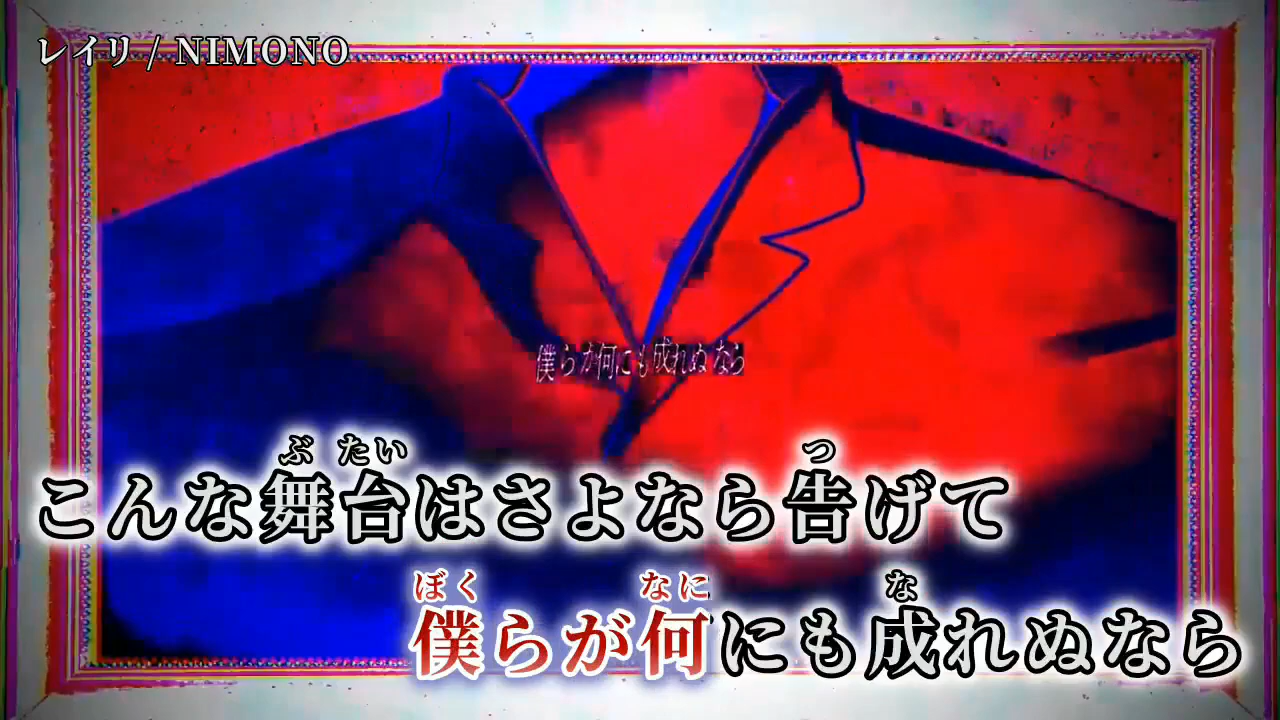 レイリ / NIMONO
僕らが何にも成れぬなら
ぶ たい つ
こんな舞台はさよなら告げて
ぼく なに な
僕らが何にも成れぬなら